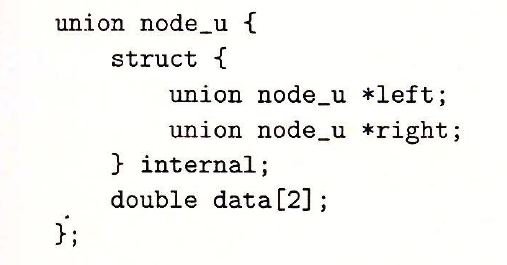 union node_u {
    struct {
        union node_u *left;
        union node_u *right;
    } internal;
    double data[2];
};